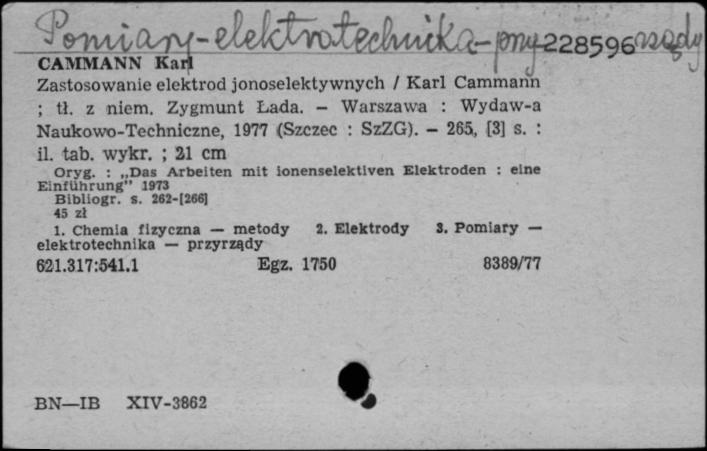 Pomiary-elektrotechnika-przyrządy
228596
CAMMANN Karl
Zastosowanie elektrod jonoselektywnych / Karl Cammann
; tł. z niem. Zygmunt Łada. — Warszawa : Wydaw-a
Naukowo-Techniczne, 1977 (Szczec : SzZG). — 265, [3] s. :
il. tab. wykr. ; 21 cm
Oryg. : „Das Arbeiten mit ionenselektiven Elektroden : eine
Einführung" 1973
Bibliogr. s. 262-[266]
45 zł
1. Chemia fizyczna — metody 2. Elektrody 3. Pomiary —
elektrotechnika — przyrządy
621.317:541.1 Egz. 1750 8389/77
BN—IB XIV-3862